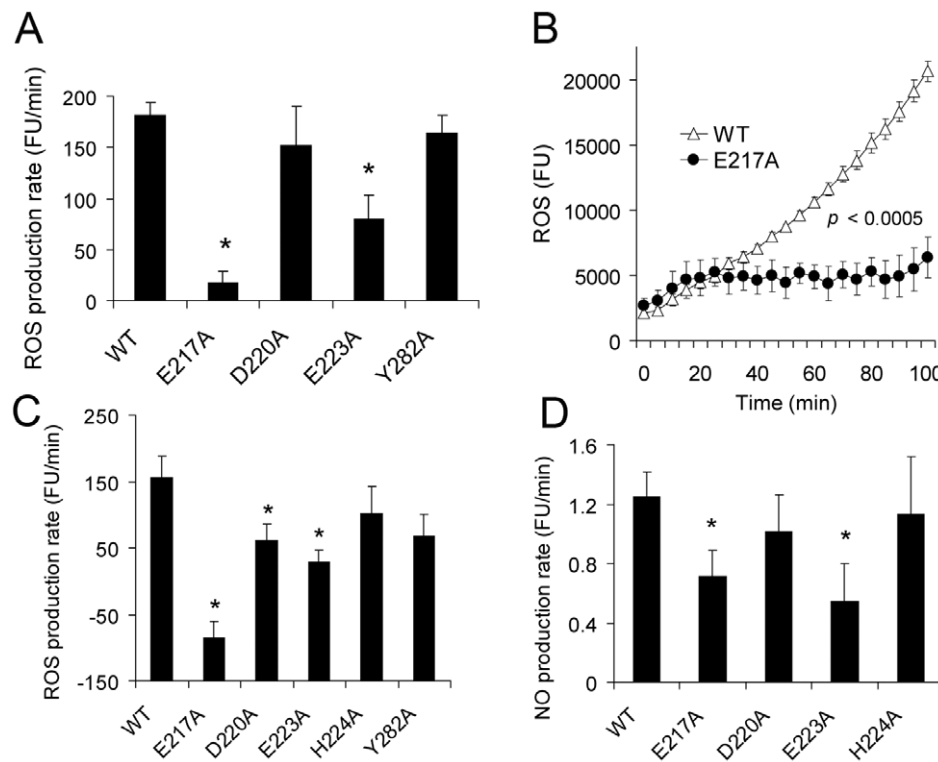 A
ROS production rate (FU/min)
200
150
100
50
0
*
*
WT
E217A
D220A
E223A
Y282A
B
ROS (FU)
20000
15000
10000
5000
0
WT
E217A
p < 0.0005
0
20
40
60
80
100
Time (min)
C
ROS production rate (FU/min)
250
150
50
-50
-150
*
*
*
WT
E217A
D220A
E223A
H224A
Y282A
D
NO production rate (FU/min)
1.6
1.2
0.8
0.4
0
*
*
WT
E217A
D220A
E223A
H224A